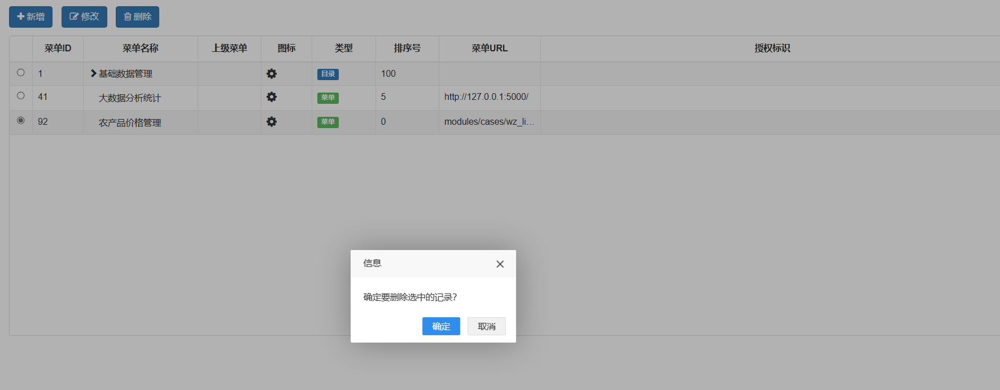 新增 修改 删除
菜单ID 菜单名称 上级菜单 图标 类型 排序号 菜单URL 授权标识
1 基础数据管理 目录 100
41 大数据分析统计 菜单 5 http://127.0.0.1:5000/
92 农产品价格管理 菜单 0 modules/cases/wz_li...
信息
确定要删除选中的记录?
确定 取消